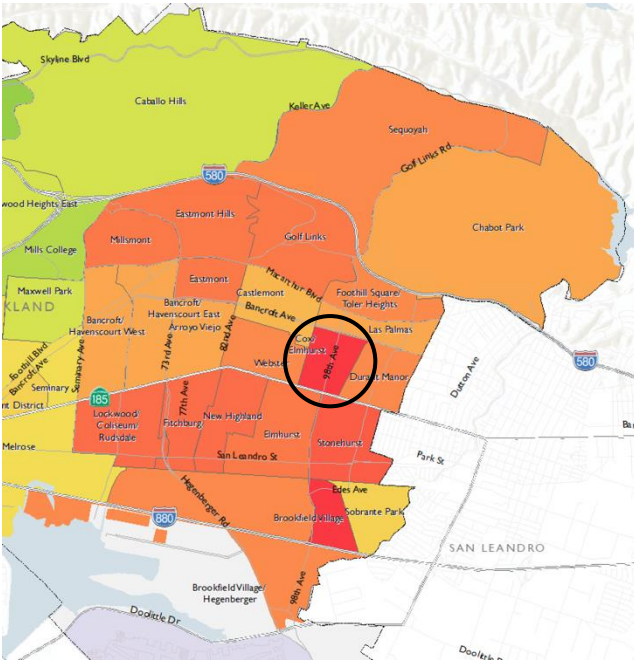 Skyline Blvd
Caballo Hills
Keller Ave
Sequoyah
Golf Links Rd
580
wood Heights East
Eastmont Hills
Chabot Park
Millsmont
Golf Links
Mills College
Eastmont
Macarthur Blvd
Maxwell Park
Castlemont
Foothill Square/
Toler Heights
KLAND
Bancroft/
Havenscourt East
Bancroft Ave
Bancroft/
Havenscourt West
Arroyo Viejo
82nd Ave
Las Palmas
Seminary Ave
73rd Ave
Cox/
Elmhurst
98th Ave
Foothill Blvd
Bancroft Ave
Webster
Durant Manor
Dutton Ave
580
Seminary
185
nt District
77th Ave
Lockwood/
Coliseum/
Rudsdale
Fitchburg
New Highland
Elmhurst
Stonehurst
Ban
Melrose
San Leandro St
Park St
Hegenberger Rd
Edes Ave
880
Brookfield Village
Sobrante Park
SAN LEANDRO
Brookfield Village/
Hegenberger
98th Ave
Doolittle Dr
Doolittle Dr